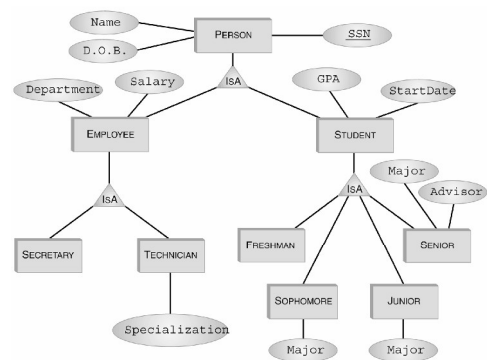 Name
PERSON
SSN
D.O.B.
IsA
Department
Salary
GPA
StartDate
EMPLOYEE
STUDENT
IsA
IsA
Major
Advisor
SECRETARY
TECHNICIAN
FRESHMAN
SENIOR
SOPHOMORE
JUNIOR
Specialization
Major
Major